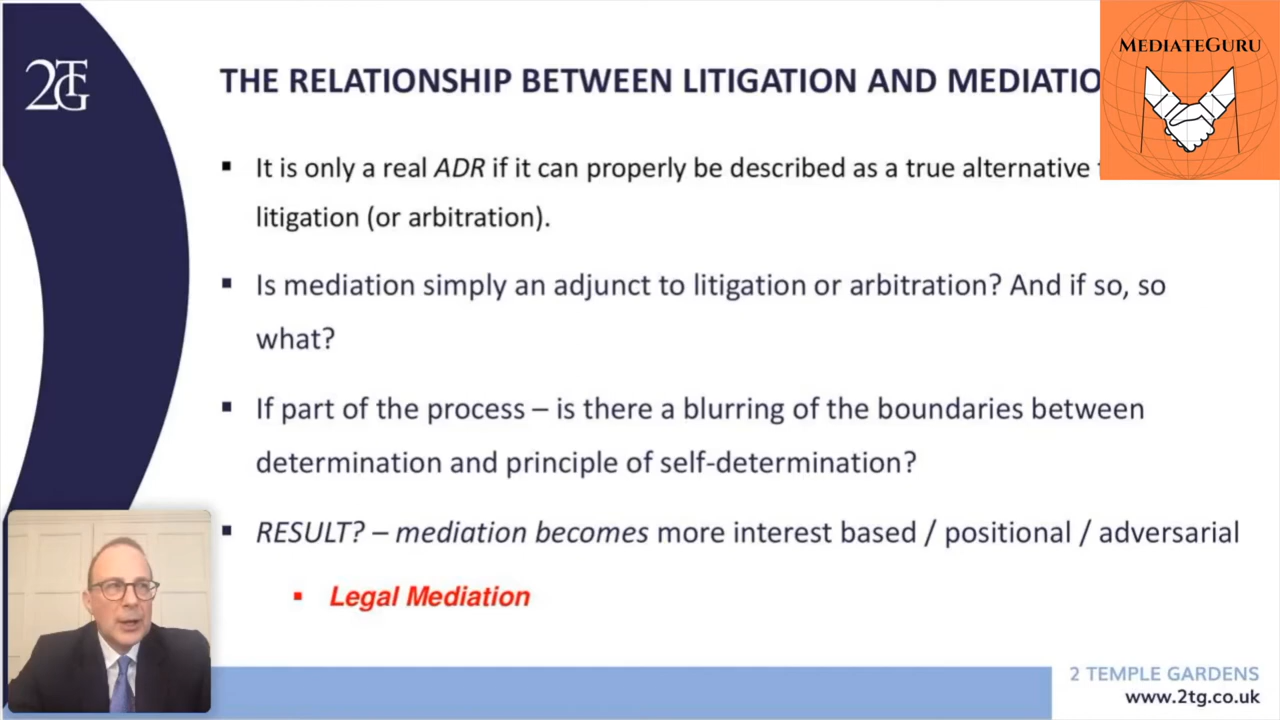 2TG
MEDIATEGURU
THE RELATIONSHIP BETWEEN LITIGATION AND MEDIATIO
▪ It is only a real ADR if it can properly be described as a true alternative
litigation (or arbitration).
▪ Is mediation simply an adjunct to litigation or arbitration? And if so, so
what?
▪ If part of the process – is there a blurring of the boundaries between
determination and principle of self-determination?
▪ RESULT? – mediation becomes more interest based / positional / adversarial
▪ Legal Mediation
2 TEMPLE GARDENS
www.2tg.co.uk